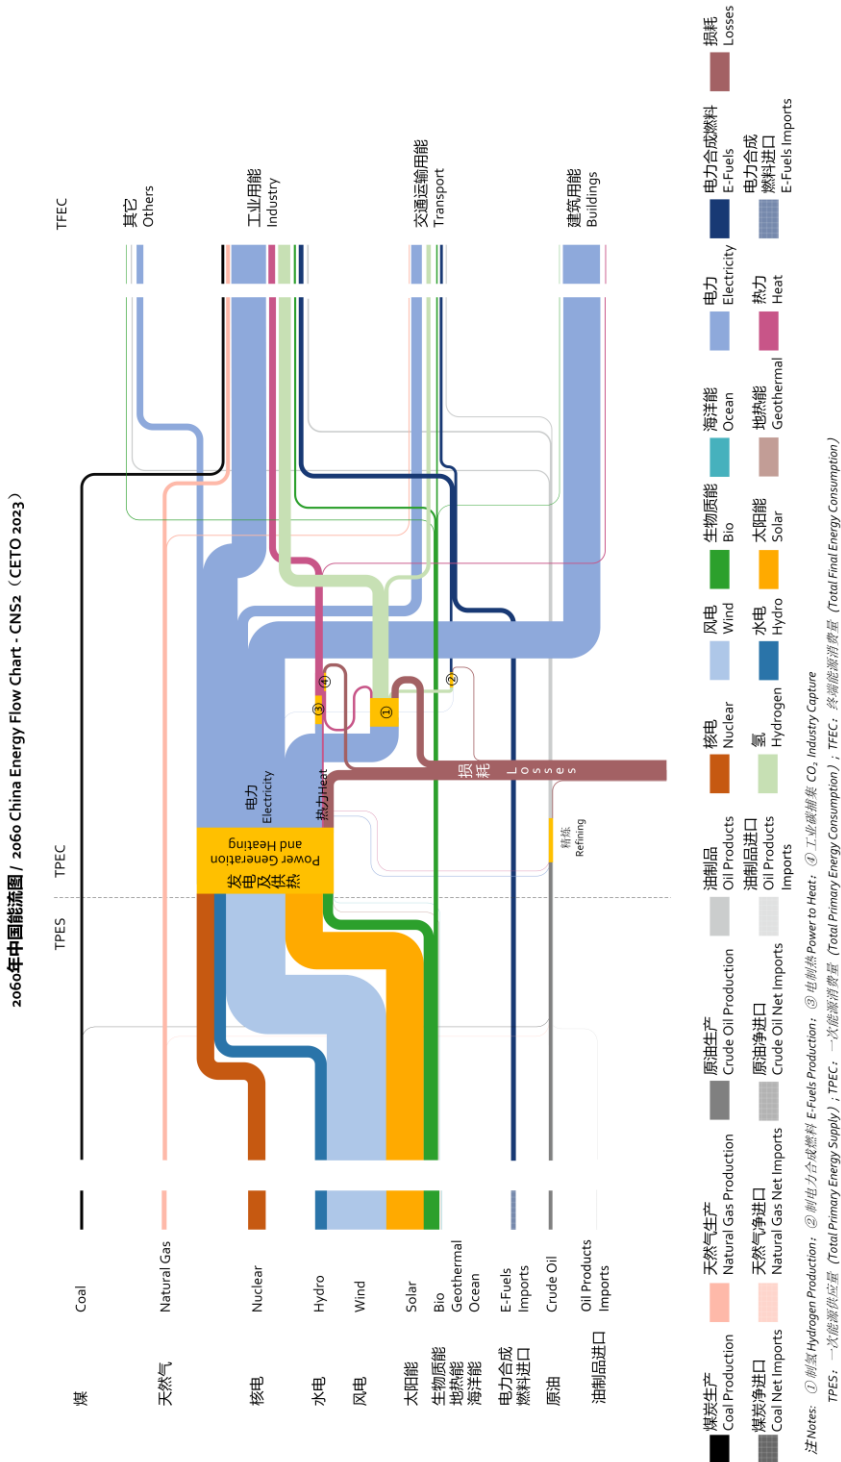 2060年中国能流图 / 2060 China Energy Flow Chart - CNS2 （CETO 2023）
TPES
TPEC
TFEC
煤
Coal
天然气
Natural Gas
核电
Nuclear
水电
Hydro
风电
Wind
太阳能
Solar
生物质能
地热能
海洋能
Bio
Geothermal
Ocean
电力合成
燃料进口
E-Fuels
Imports
原油
Crude Oil
油制品进口
Oil Products
Imports
发电及供热
Power Generation
and Heating
电力
Electricity
热力Heat
①
②
③
④
损耗
Losses
精炼
Refining
其它
Others
工业用能
Industry
交通运输用能
Transport
建筑用能
Buildings
煤炭生产
Coal Production
天然气生产
Natural Gas Production
原油生产
Crude Oil Production
油制品
Oil Products
核电
Nuclear
风电
Wind
生物质能
Bio
海洋能
Ocean
电力
Electricity
电力合成燃料
E-Fuels
损耗
Losses
煤炭净进口
Coal Net Imports
天然气净进口
Natural Gas Net Imports
原油净进口
Crude Oil Net Imports
油制品进口
Oil Products
Imports
氢
Hydrogen
水电
Hydro
太阳能
Solar
地热能
Geothermal
热力
Heat
电力合成
燃料进口
E-Fuels Imports
注Notes: ① 制氢 Hydrogen Production; ② 制电力合成燃料 E-Fuels Production; ③ 电制热 Power to Heat; ④ 工业碳捕集 CO₂ Industry Capture
TPES: 一次能源供应量 (Total Primary Energy Supply) ; TPEC: 一次能源消费量 (Total Primary Energy Consumption) ; TFEC: 终端能源消费量 (Total Final Energy Consumption)